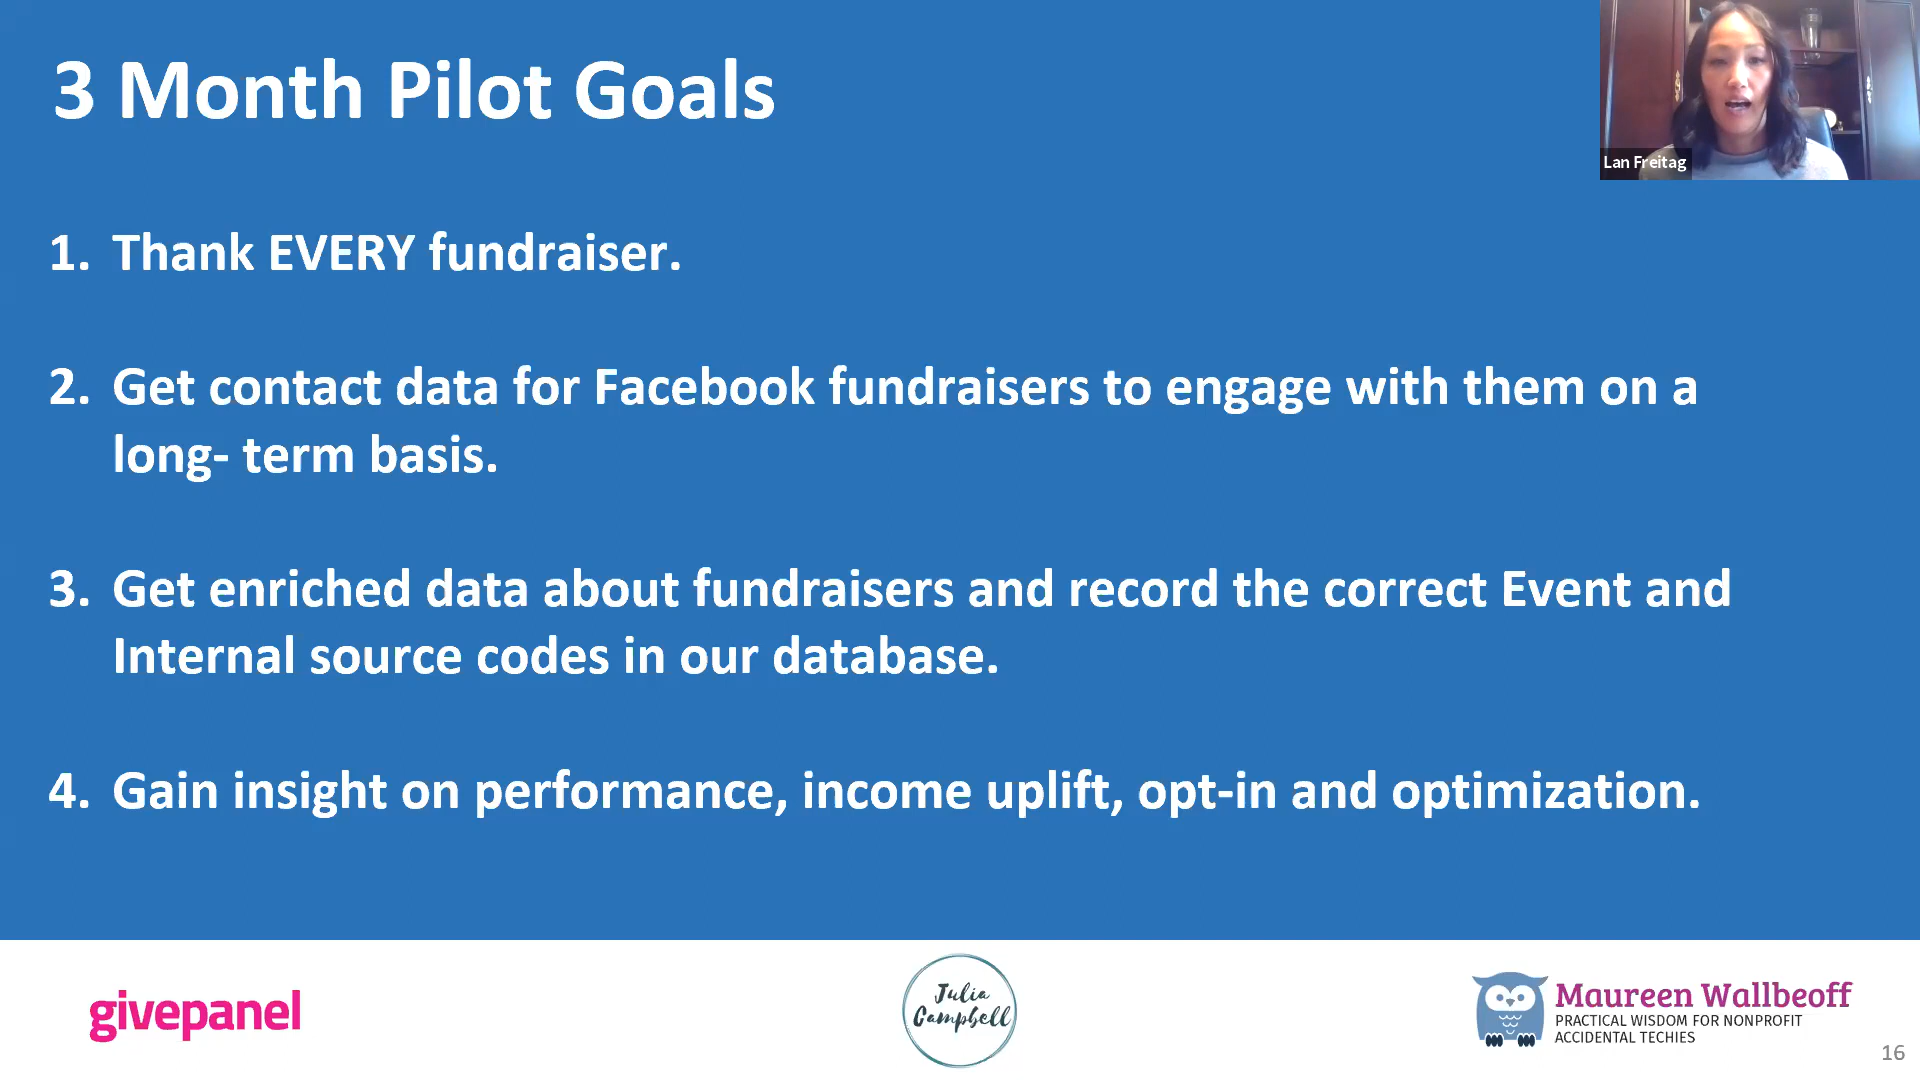 3 Month Pilot Goals
Lan Freitag
1. Thank EVERY fundraiser.
2. Get contact data for Facebook fundraisers to engage with them on a
long- term basis.
3. Get enriched data about fundraisers and record the correct Event and
Internal source codes in our database.
4. Gain insight on performance, income uplift, opt-in and optimization.
givepanel
Julia
Campbell
Maureen Wallbeoff
PRACTICAL WISDOM FOR NONPROFIT
ACCIDENTAL TECHIES
16